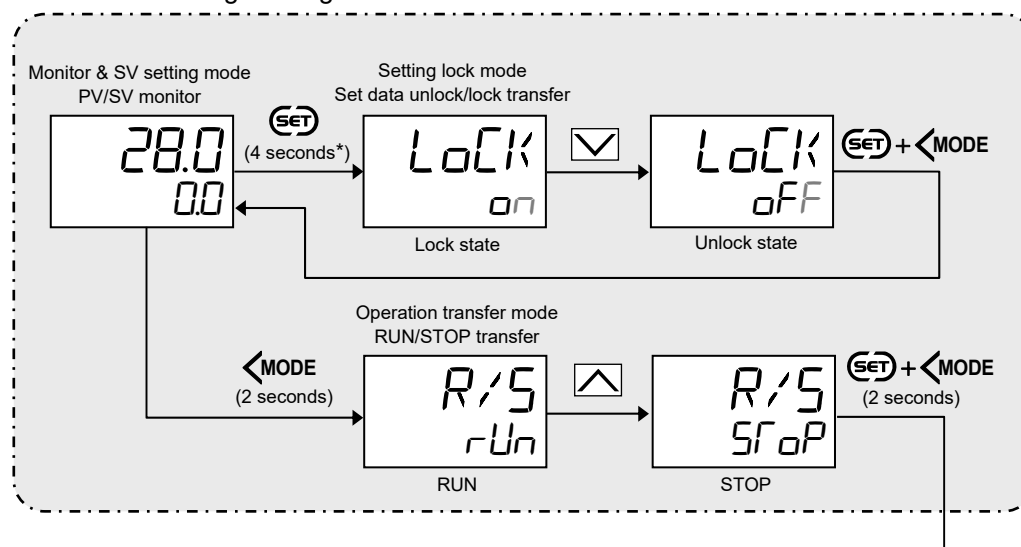 Monitor & SV setting mode
PV/SV monitor
28.0
0.0
SET
(4 seconds*)
Setting lock mode
Set data unlock/lock transfer
LoCK
on
Lock state
LoCK
oFF
Unlock state
SET + <MODE
<MODE
(2 seconds)
Operation transfer mode
RUN/STOP transfer
R/S
rUn
RUN
R/S
SToP
STOP
SET + <MODE
(2 seconds)